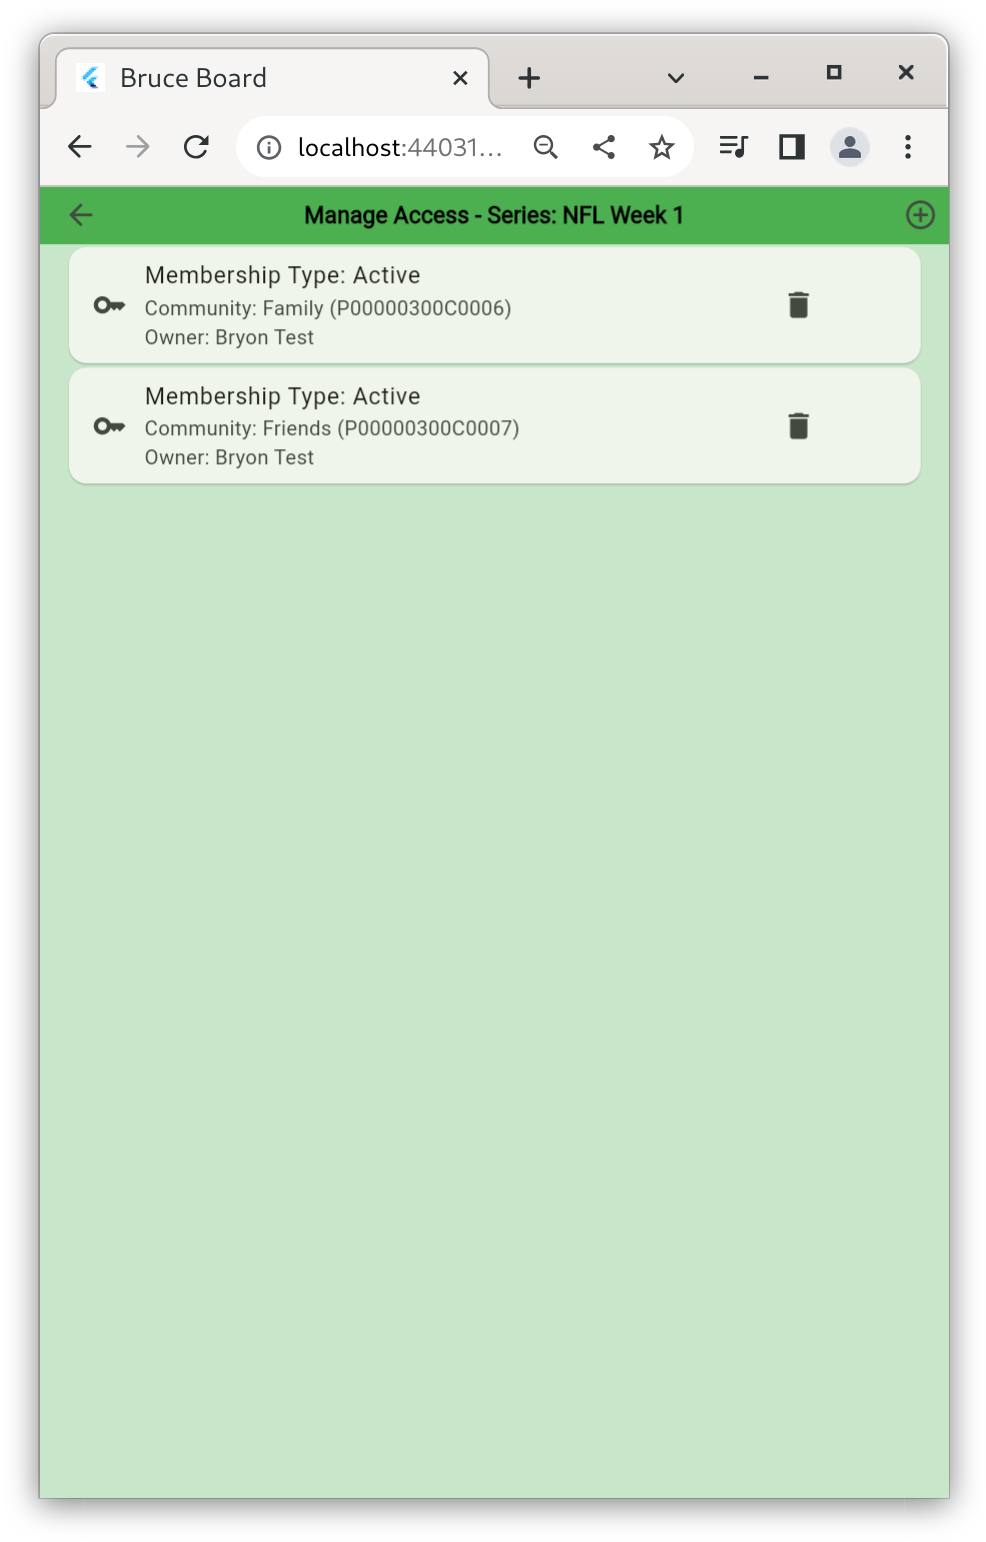 Bruce Board
localhost:44031...
Manage Access - Series: NFL Week 1
Membership Type: Active
Community: Family (P00000300C0006)
Owner: Bryon Test
Membership Type: Active
Community: Friends (P00000300C0007)
Owner: Bryon Test